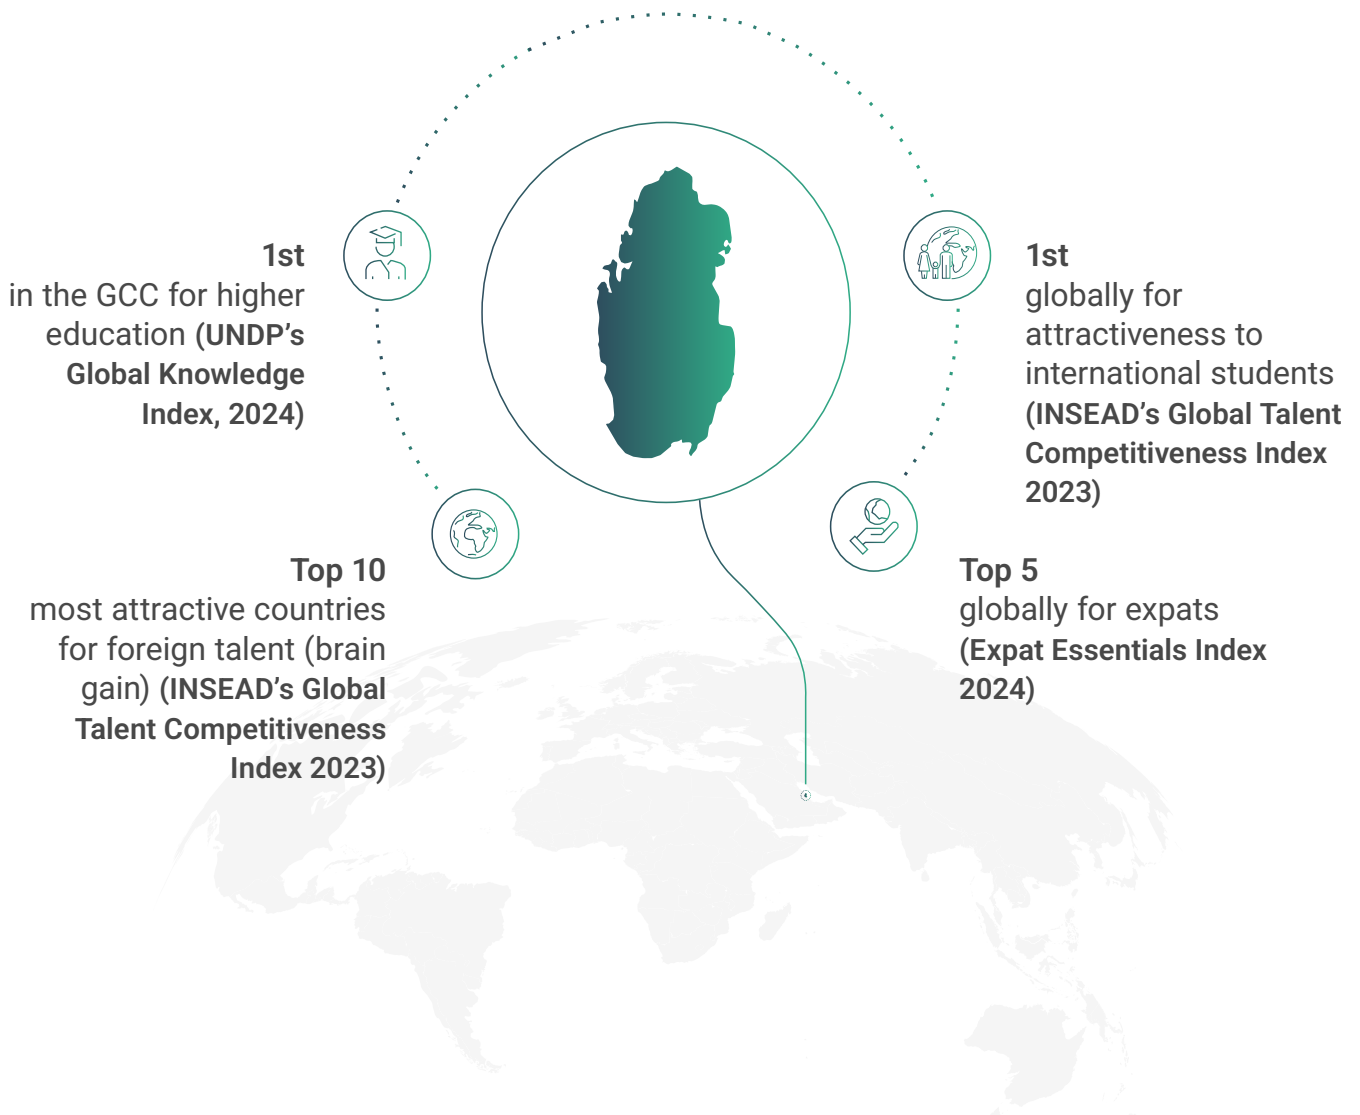 1st
in the GCC for higher
education (UNDP’s
Global Knowledge
Index, 2024)
1st
globally for
attractiveness to
international students
(INSEAD’s Global Talent
Competitiveness Index
2023)
Top 10
most attractive countries
for foreign talent (brain
gain) (INSEAD’s Global
Talent Competitiveness
Index 2023)
Top 5
globally for expats
(Expat Essentials Index
2024)